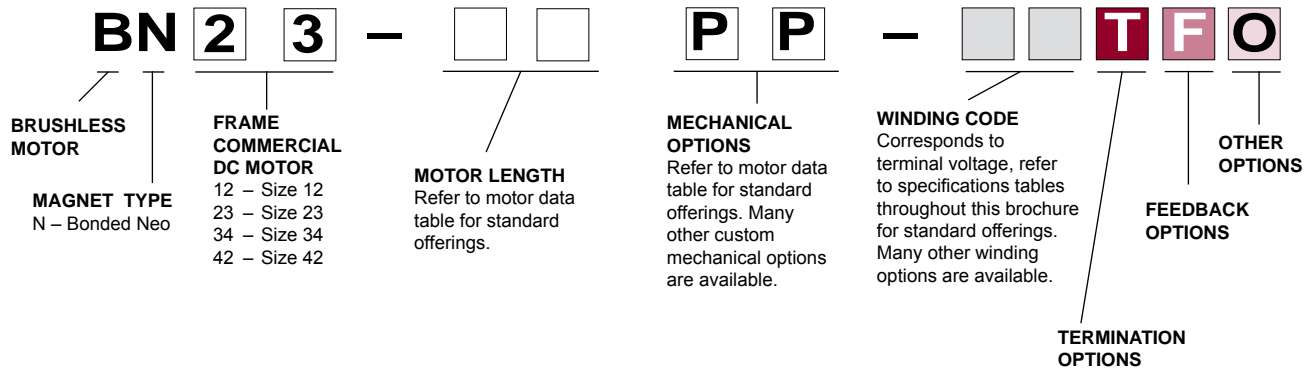 BN 2 3 – P P – T F O
BRUSHLESS
MOTOR
MAGNET TYPE
N – Bonded Neo
FRAME
COMMERCIAL
DC MOTOR
12 – Size 12
23 – Size 23
34 – Size 34
42 – Size 42
MOTOR LENGTH
Refer to motor data
table for standard
offerings.
MECHANICAL
OPTIONS
Refer to motor data
table for standard
offerings. Many
other custom
mechanical options
are available.
WINDING CODE
Corresponds to
terminal voltage, refer
to specifications tables
throughout this brochure
for standard offerings.
Many other winding
options are available.
TERMINATION
OPTIONS
FEEDBACK
OPTIONS
OTHER
OPTIONS